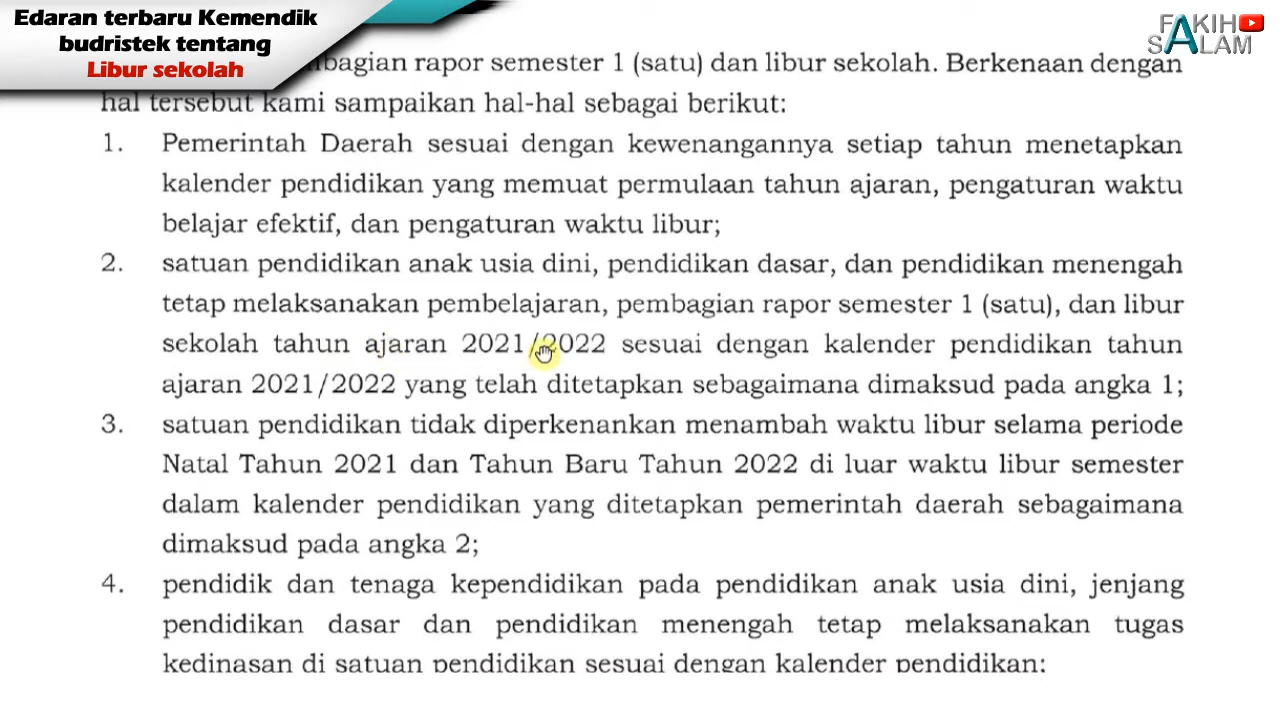 Edaran terbaru Kemendik
budristek tentang
Libur sekolah
FAKIH
SALAM
rapor semester 1 (satu) dan libur sekolah. Berkenaan dengan
hal tersebut kami sampaikan hal-hal sebagai berikut:
1. Pemerintah Daerah sesuai dengan kewenangannya setiap tahun menetapkan
kalender pendidikan yang memuat permulaan tahun ajaran, pengaturan waktu
belajar efektif, dan pengaturan waktu libur;
2. satuan pendidikan anak usia dini, pendidikan dasar, dan pendidikan menengah
tetap melaksanakan pembelajaran, pembagian rapor semester 1 (satu), dan libur
sekolah tahun ajaran 2021/2022 sesuai dengan kalender pendidikan tahun
ajaran 2021/2022 yang telah ditetapkan sebagaimana dimaksud pada angka 1;
3. satuan pendidikan tidak diperkenankan menambah waktu libur selama periode
Natal Tahun 2021 dan Tahun Baru Tahun 2022 di luar waktu libur semester
dalam kalender pendidikan yang ditetapkan pemerintah daerah sebagaimana
dimaksud pada angka 2;
4. pendidik dan tenaga kependidikan pada pendidikan anak usia dini, jenjang
pendidikan dasar dan pendidikan menengah tetap melaksanakan tugas
kedinasan di satuan pendidikan sesuai dengan kalender pendidikan;